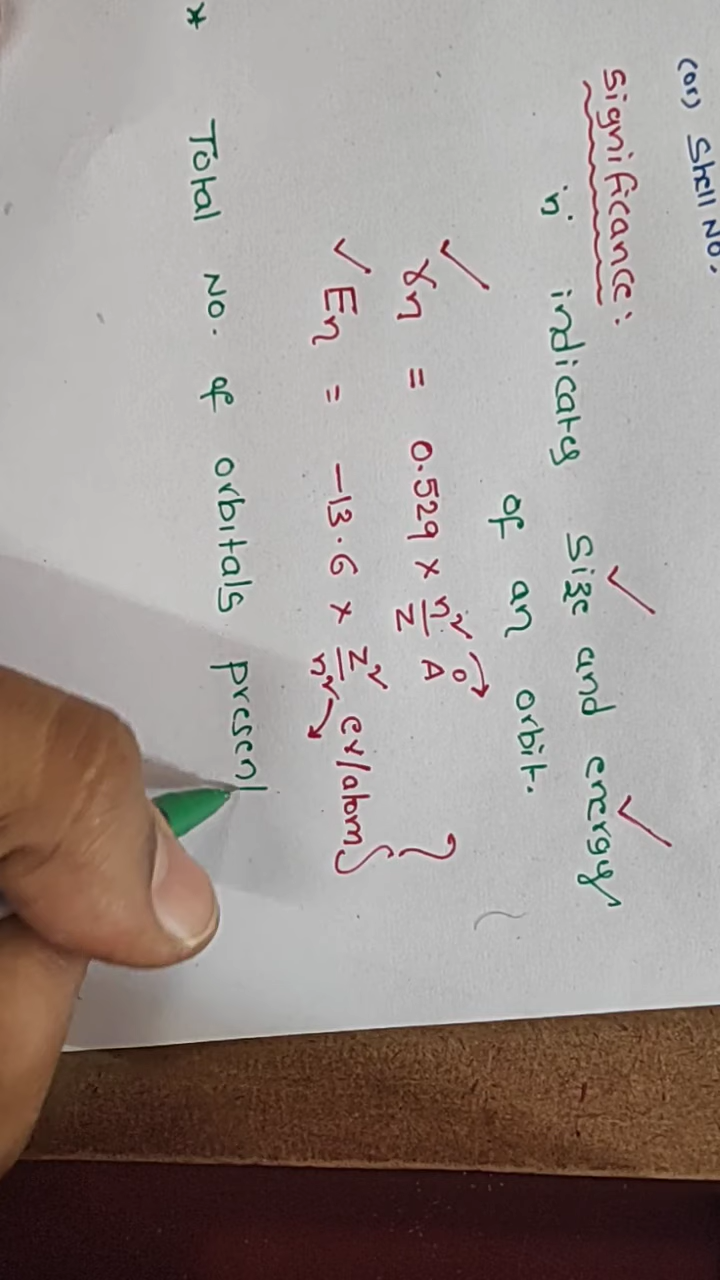 (or) Shell No.
Significance:
'n' indicates size and energy
of an orbit.
rn = 0.529 × n²/Z A⁰
En = -13.6 × Z²/n² ev/atom
* Total No. of orbitals present